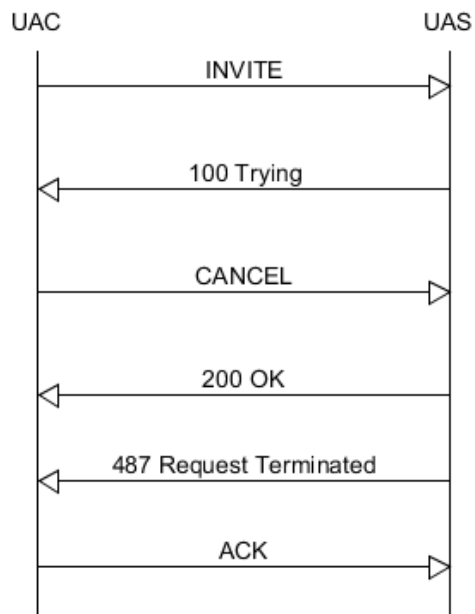 UAC UAS
INVITE
100 Trying
CANCEL
200 OK
487 Request Terminated
ACK